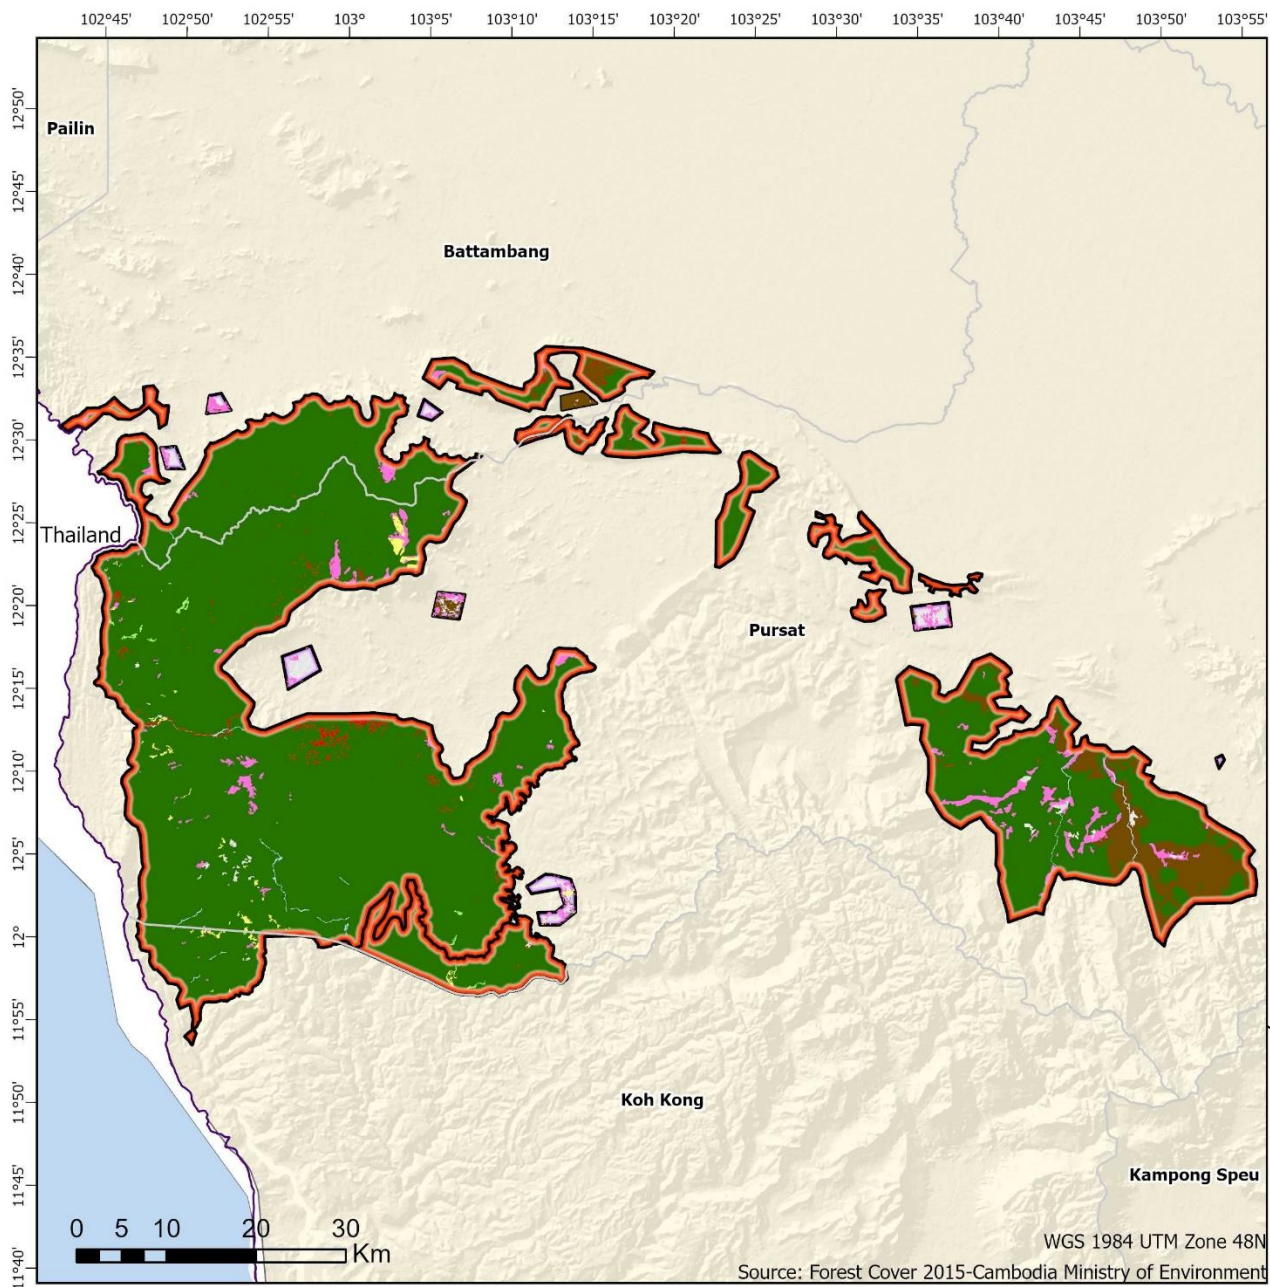 102°45' 102°50' 102°55' 103° 103°5' 103°10' 103°15' 103°20' 103°25' 103°30' 103°35' 103°40' 103°45' 103°50' 103°55'
12°50'
Pailin
12°45'
Battambang
12°40'
12°35'
12°30'
12°25'
Thailand
12°20'
Pursat
12°15'
12°10'
12°5'
12°
11°55'
11°50'
Koh Kong
11°45'
Kampong Speu
0 5 10 20 30
Km
WGS 1984 UTM Zone 48N
11°40'
Source: Forest Cover 2015-Cambodia Ministry of Environment